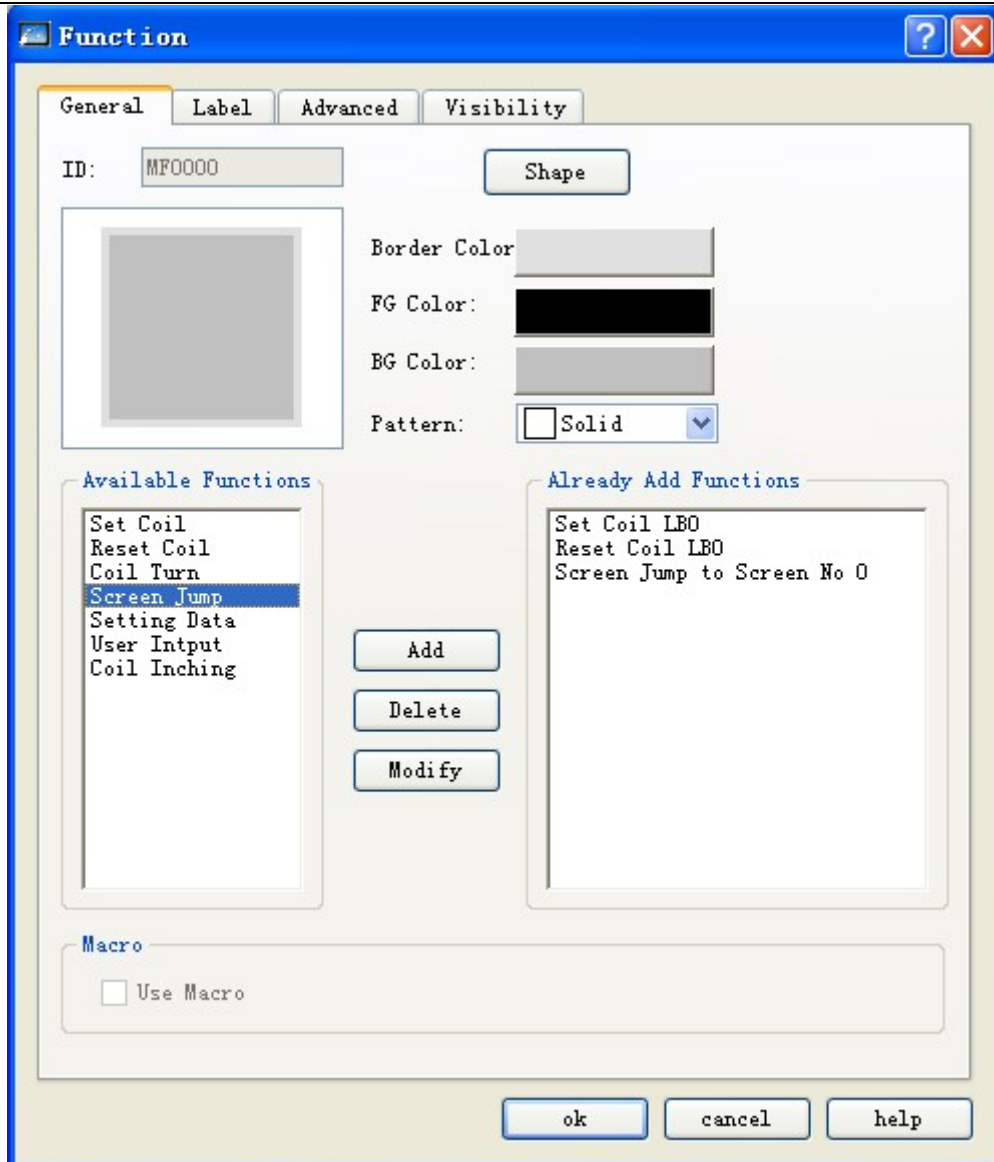 Function
General Label Advanced Visibility
ID: MF0000 Shape
Border Color
FG Color:
BG Color:
Pattern: Solid
Available Functions
Set Coil
Reset Coil
Coil Turn
Screen Jump
Setting Data
User Intput
Coil Inching
Add
Delete
Modify
Already Add Functions
Set Coil LB0
Reset Coil LB0
Screen Jump to Screen No 0
Macro
Use Macro
ok cancel help